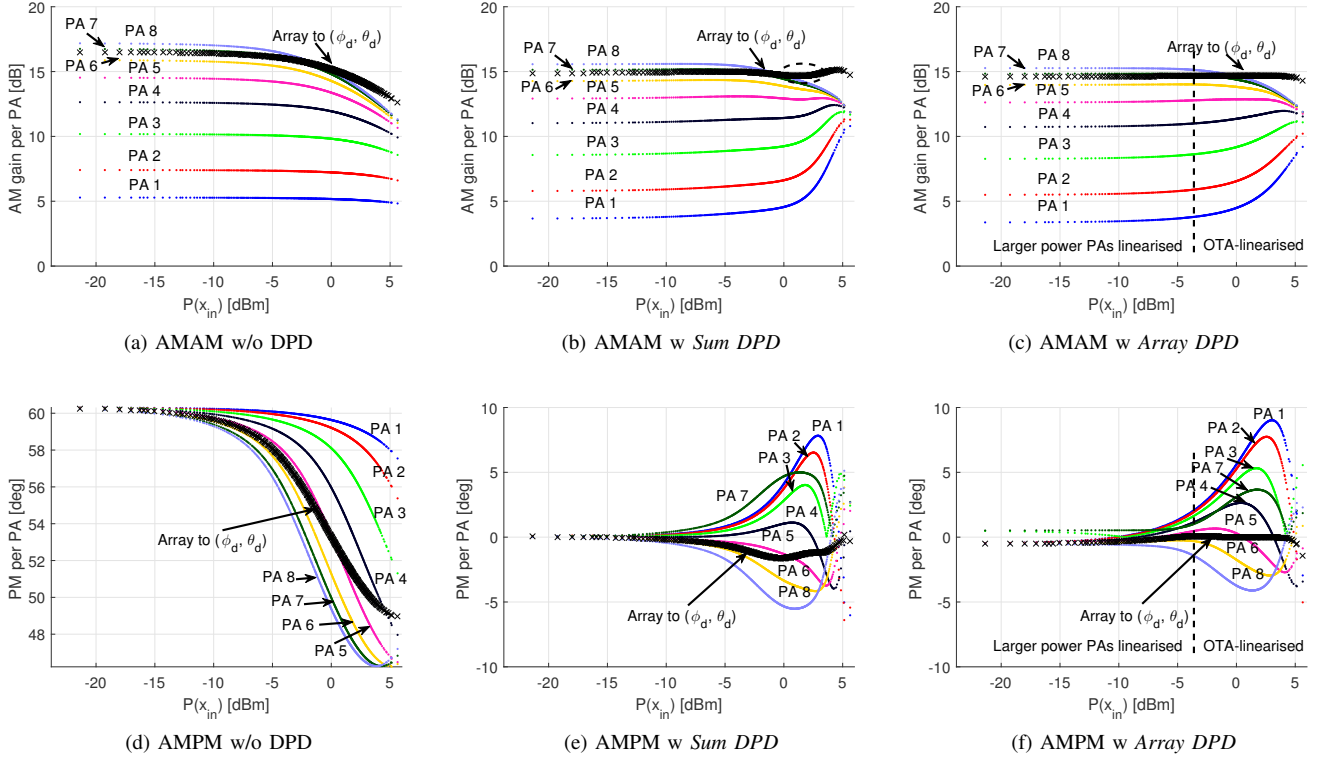 20
15
10
5
0
AM gain per PA [dB]
PA 7
PA 8
Array to (ϕd, θd)
PA 6
PA 5
PA 4
PA 3
PA 2
PA 1
-20 -15 -10 -5 0 5
P(xin) [dBm]
(a) AMAM w/o DPD
20
15
10
5
0
AM gain per PA [dB]
PA 7
PA 8
Array to (ϕd, θd)
PA 6
PA 5
PA 4
PA 3
PA 2
PA 1
-20 -15 -10 -5 0 5
P(xin) [dBm]
(b) AMAM w Sum DPD
20
15
10
5
0
AM gain per PA [dB]
PA 7
PA 8
Array to (ϕd, θd)
PA 6
PA 5
PA 4
PA 3
PA 2
PA 1
Larger power PAs linearised
OTA-linearised
-20 -15 -10 -5 0 5
P(xin) [dBm]
(c) AMAM w Array DPD
60
58
56
54
52
50
48
PM per PA [deg]
PA 1
PA 2
PA 3
Array to (ϕd, θd)
PA 4
PA 8
PA 7
PA 6
PA 5
-20 -15 -10 -5 0 5
P(xin) [dBm]
(d) AMPM w/o DPD
10
5
0
-5
-10
PM per PA [deg]
PA 1
PA 2
PA 3
PA 7
PA 4
PA 5
PA 6
PA 8
Array to (ϕd, θd)
-20 -15 -10 -5 0 5
P(xin) [dBm]
(e) AMPM w Sum DPD
10
5
0
-5
-10
PM per PA [deg]
PA 1
PA 2
PA 3
PA 7
PA 4
PA 5
PA 6
PA 8
Array to (ϕd, θd)
Larger power PAs linearised
OTA-linearised
-20 -15 -10 -5 0 5
P(xin) [dBm]
(f) AMPM w Array DPD